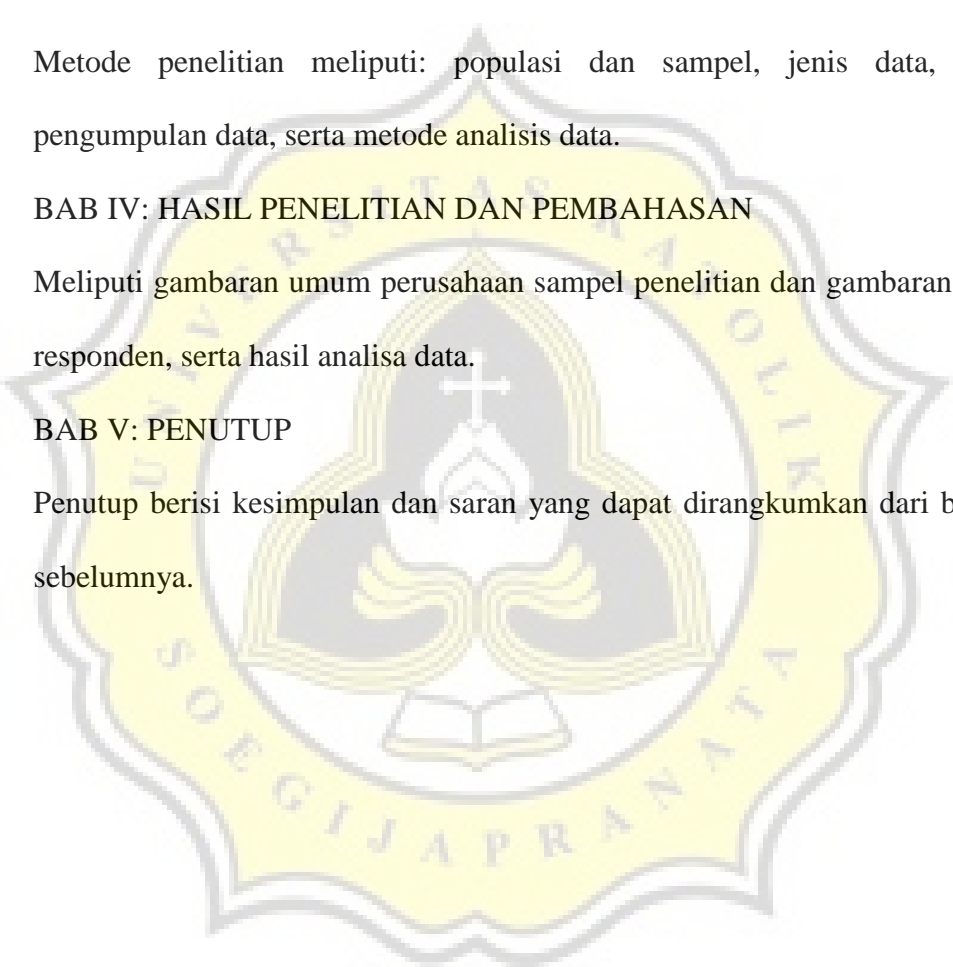 Metode penelitian meliputi: populasi dan sampel, jenis data,
pengumpulan data, serta metode analisis data.
BAB IV: HASIL PENELITIAN DAN PEMBAHASAN
Meliputi gambaran umum perusahaan sampel penelitian dan gambaran
responden, serta hasil analisa data.
BAB V: PENUTUP
Penutup berisi kesimpulan dan saran yang dapat dirangkumkan dari
sebelumnya.
UNIVERSITAS KATOLIK
SOEGIJAPRANATA